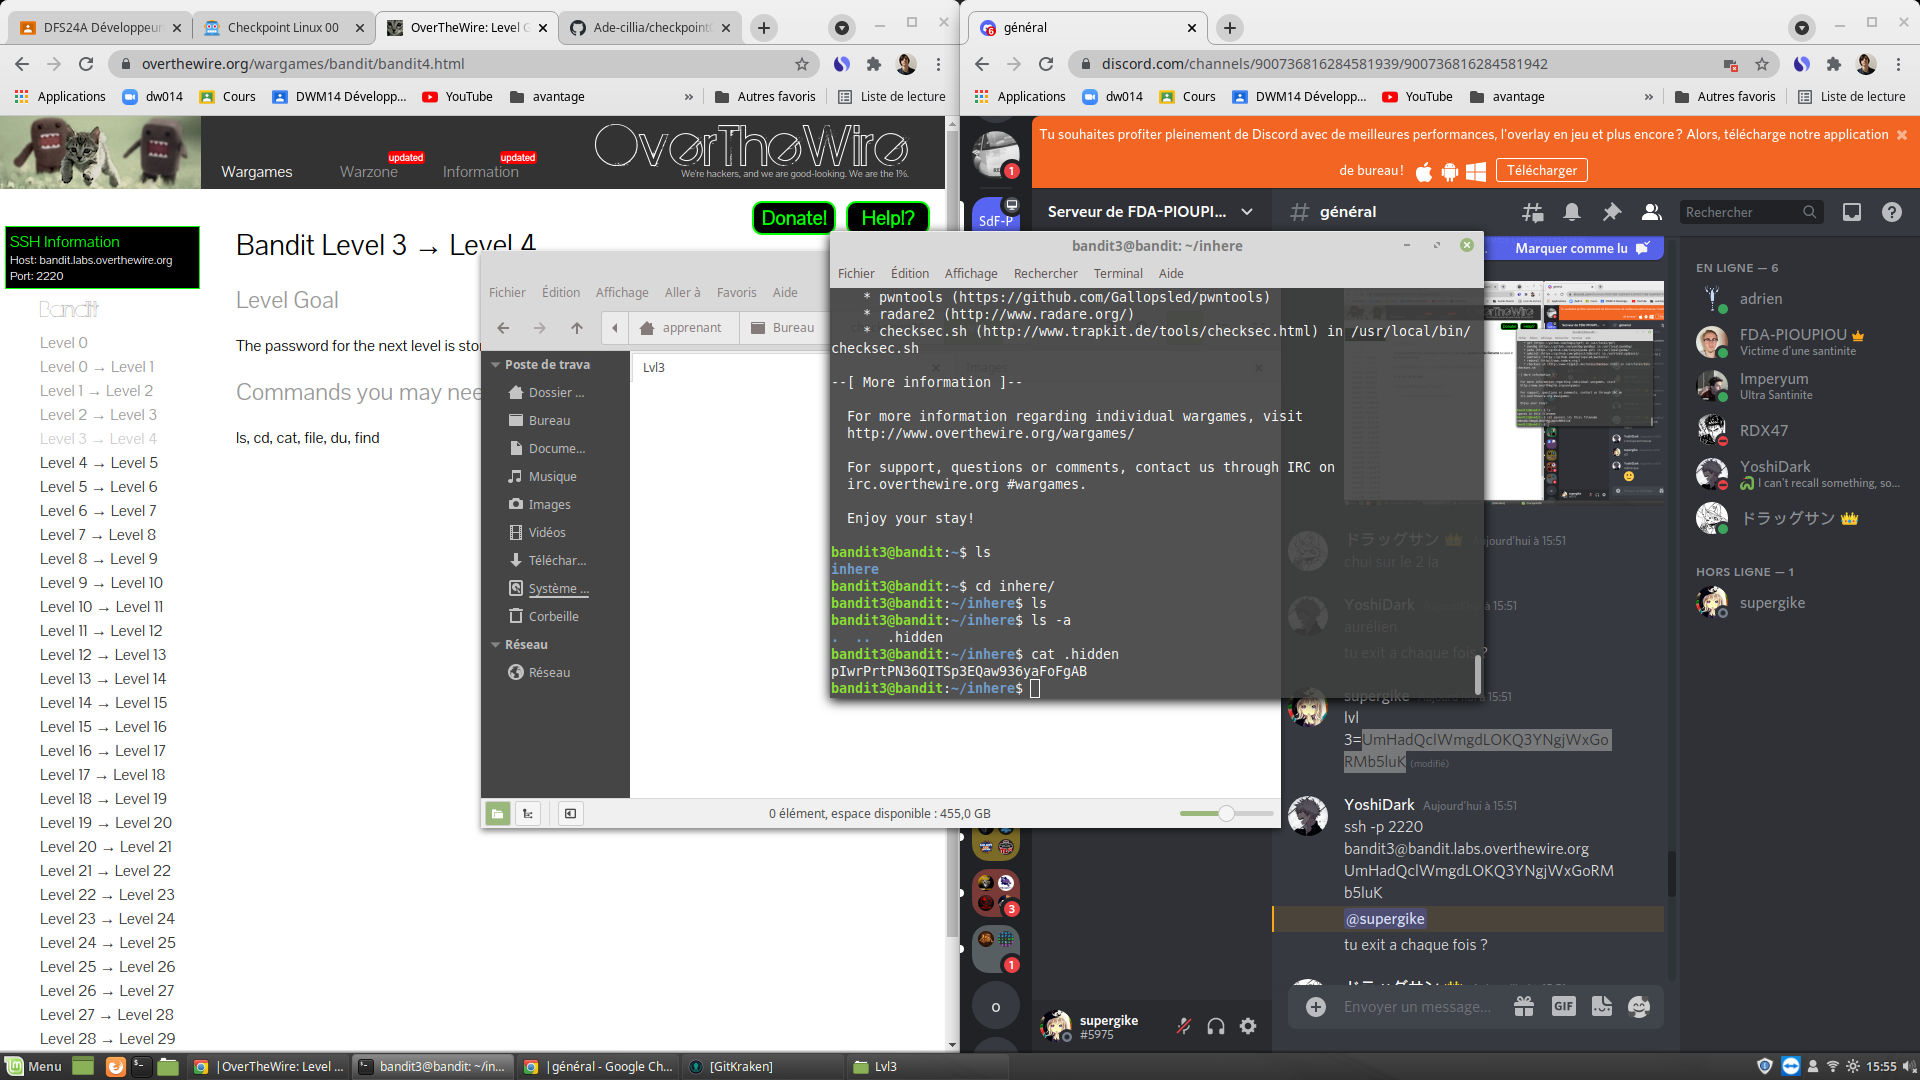 DFS24A Développeur
Checkpoint Linux 00
OverTheWire: Level G
Ade-cillia/checkpoint
overthewire.org/wargames/bandit/bandit4.html
Applications
dw014
Cours
DWM14 Développ...
YouTube
avantage
»
Autres favoris
Liste de lecture
Wargames
Warzone
updated
Information
updated
OverTheWire
We're hackers, and we are good-looking. We are the 1%.
Donate!
Help!?
SSH Information
Host: bandit.labs.overthewire.org
Port: 2220
Bandit
Level 0
Level 0 → Level 1
Level 1 → Level 2
Level 2 → Level 3
Level 3 → Level 4
Level 4 → Level 5
Level 5 → Level 6
Level 6 → Level 7
Level 7 → Level 8
Level 8 → Level 9
Level 9 → Level 10
Level 10 → Level 11
Level 11 → Level 12
Level 12 → Level 13
Level 13 → Level 14
Level 14 → Level 15
Level 15 → Level 16
Level 16 → Level 17
Level 17 → Level 18
Level 18 → Level 19
Level 19 → Level 20
Level 20 → Level 21
Level 21 → Level 22
Level 22 → Level 23
Level 23 → Level 24
Level 24 → Level 25
Level 25 → Level 26
Level 26 → Level 27
Level 27 → Level 28
Level 28 → Level 29
Bandit Level 3 → Level 4
Level Goal
The password for the next level is stor
Commands you may nee
ls, cd, cat, file, du, find
Fichier Édition Affichage Aller à Favoris Aide
apprenant
Bureau
Poste de trava
Dossier ...
Bureau
Docume...
Musique
Images
Vidéos
Téléchar...
Système ...
Corbeille
Réseau
Réseau
Lvl3
0 élément, espace disponible : 455,0 GB
bandit3@bandit: ~/inhere
Fichier Édition Affichage Rechercher Terminal Aide
* pwntools (https://github.com/Gallopsled/pwntools)
* radare2 (http://www.radare.org/)
* checksec.sh (http://www.trapkit.de/tools/checksec.html) in /usr/local/bin/
checksec.sh
--[ More information ]--
For more information regarding individual wargames, visit
http://www.overthewire.org/wargames/
For support, questions or comments, contact us through IRC on
irc.overthewire.org #wargames.
Enjoy your stay!
bandit3@bandit:~$ ls
inhere
bandit3@bandit:~$ cd inhere/
bandit3@bandit:~/inhere$ ls
bandit3@bandit:~/inhere$ ls -a
. .. .hidden
bandit3@bandit:~/inhere$ cat .hidden
pIwrPrtPN36QITSp3EQaw936yaFoFgAB
bandit3@bandit:~/inhere$
général
discord.com/channels/900736816284581939/900736816284581942
Applications
dw014
Cours
DWM14 Développ...
YouTube
avantage
»
Autres favoris
Liste de lecture
Tu souhaites profiter pleinement de Discord avec de meilleures performances, l'overlay en jeu et plus encore ? Alors, télécharge notre application
de bureau !
Télécharger
1
SdF-P
3
1
o
Serveur de FDA-PIOUPI...
général
Rechercher
Marquer comme lu
ドラッグサン Aujourd'hui à 15:51
chui sur le 2 la
YoshiDark Aujourd'hui à 15:51
aurélien
tu exit a chaque fois ?
supergike Aujourd'hui à 15:51
lvl
3=UmHadQclWmgdLOKQ3YNgjWxGo
RMb5luK (modifié)
YoshiDark Aujourd'hui à 15:51
ssh -p 2220
bandit3@bandit.labs.overthewire.org
UmHadQclWmgdLOKQ3YNgjWxGoRM
b5luK
@supergike
tu exit a chaque fois ?
Envoyer un message...
GIF
supergike
#5975
EN LIGNE — 6
adrien
FDA-PIOUPIOU
Victime d'une santinite
Imperyum
Ultra Santinite
RDX47
YoshiDark
I can't recall something, so...
ドラッグサン
HORS LIGNE — 1
supergike
Menu
|OverTheWire: Level ...
bandit3@bandit: ~/in...
|général - Google Ch...
[GitKraken]
Lvl3
15:55